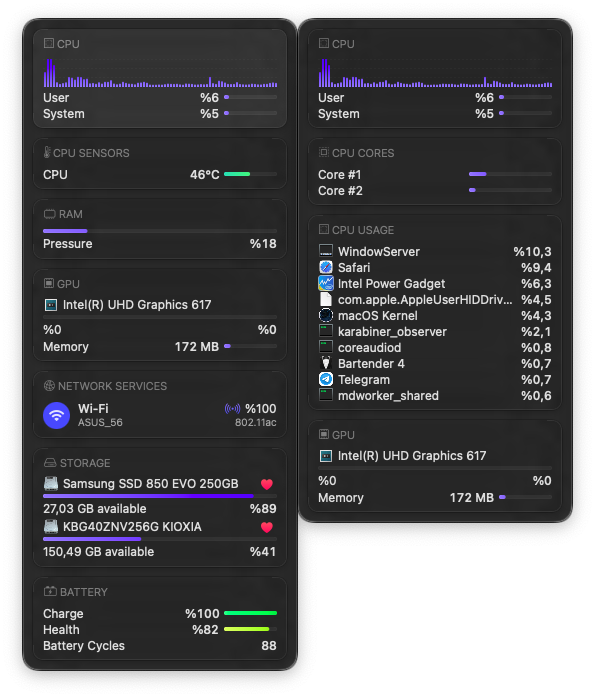 CPU
User %6
System %5
CPU SENSORS
CPU 46°C
RAM
Pressure %18
GPU
Intel(R) UHD Graphics 617
%0 %0
Memory 172 MB
NETWORK SERVICES
Wi-Fi %100
ASUS_56 802.11ac
STORAGE
Samsung SSD 850 EVO 250GB
27,03 GB available %89
KBG40ZNV256G KIOXIA
150,49 GB available %41
BATTERY
Charge %100
Health %82
Battery Cycles 88
CPU
User %6
System %5
CPU CORES
Core #1
Core #2
CPU USAGE
WindowServer %10,3
Safari %9,4
Intel Power Gadget %6,3
com.apple.AppleUserHIDDriv... %4,5
macOS Kernel %4,3
karabiner_observer %2,1
coreaudiod %0,8
Bartender 4 %0,7
Telegram %0,7
mdworker_shared %0,6
GPU
Intel(R) UHD Graphics 617
%0 %0
Memory 172 MB